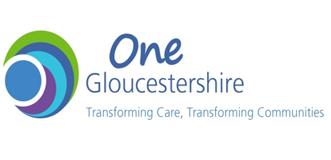 One
Gloucestershire
Transforming Care, Transforming Communities